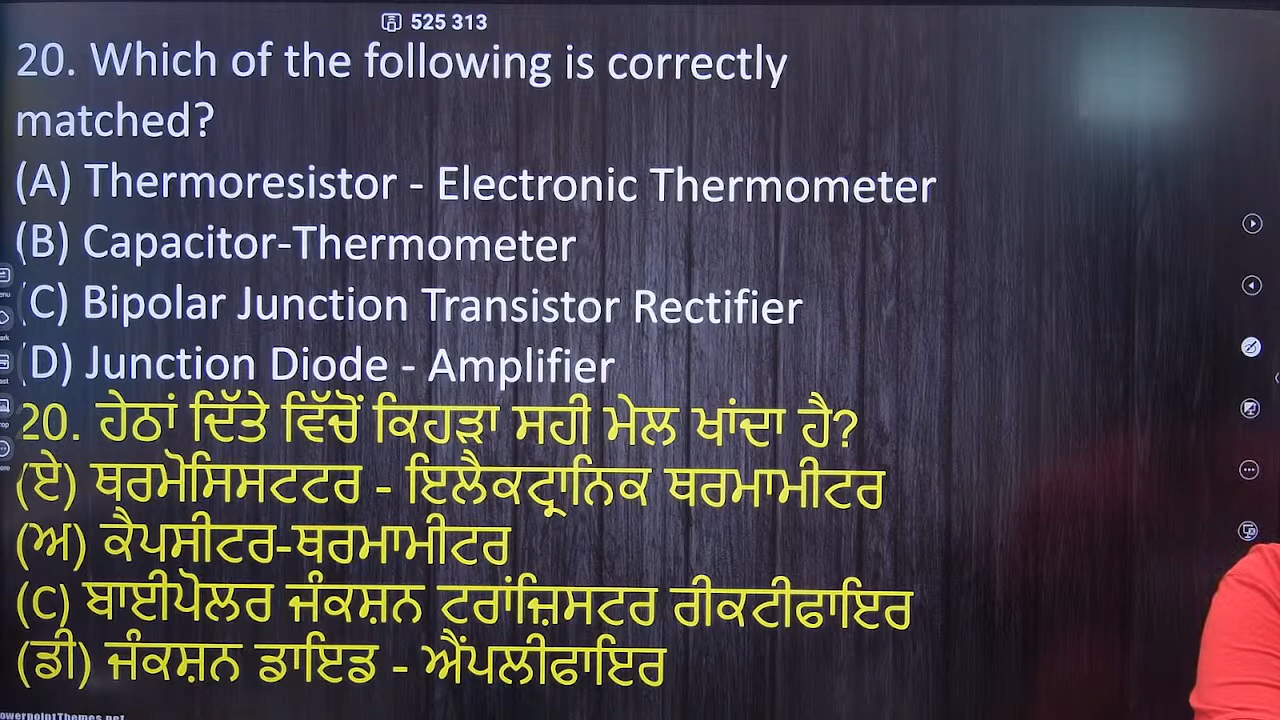 525 313
20. Which of the following is correctly
matched?
(A) Thermoresistor - Electronic Thermometer
(B) Capacitor-Thermometer
(C) Bipolar Junction Transistor Rectifier
(D) Junction Diode - Amplifier
20. ਹੇਠਾਂ ਦਿੱਤੇ ਵਿੱਚੋਂ ਕਿਹੜਾ ਸਹੀ ਮੇਲ ਖਾਂਦਾ ਹੈ?
(ਏ) ਥਰਮੋਸਿਸਟਟਰ - ਇਲੈਕਟ੍ਰਾਨਿਕ ਥਰਮਾਮੀਟਰ
(ਅ) ਕੈਪਸੀਟਰ-ਥਰਮਾਮੀਟਰ
(C) ਬਾਈਪੋਲਰ ਜੰਕਸ਼ਨ ਟਰਾਂਜ਼ਿਸਟਰ ਰੀਕਟੀਫਾਇਰ
(ਡੀ) ਜੰਕਸ਼ਨ ਡਾਇਡ - ਐਂਪਲੀਫਾਇਰ
owerpointThemes.net